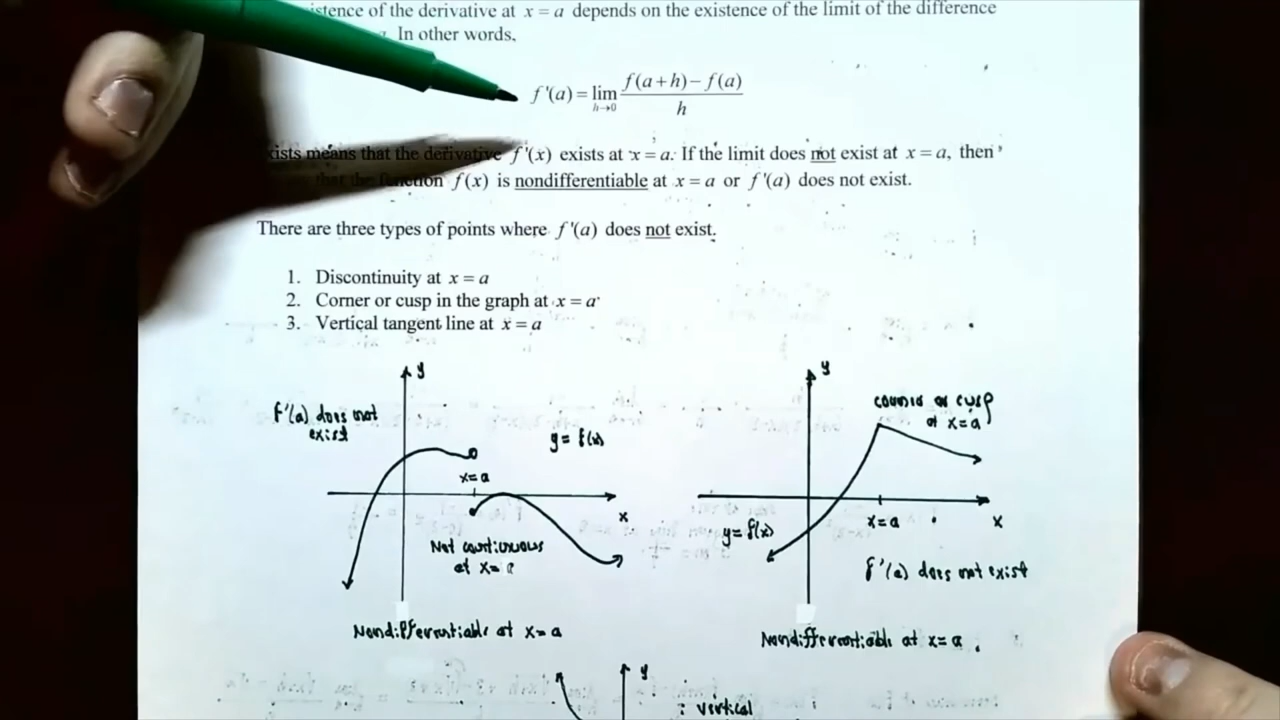 istence of the derivative at x = a depends on the existence of the limit of the difference
In other words,
f'(a) = lim h→0 f(a+h) − f(a) / h
ists means that the derivative f'(x) exists at x = a. If the limit does not exist at x = a, then
that the function f(x) is nondifferentiable at x = a or f'(a) does not exist.
There are three types of points where f'(a) does not exist.
1. Discontinuity at x = a
2. Corner or cusp in the graph at x = a
3. Vertical tangent line at x = a
y
f'(a) does not
exist
y = f(x)
x=a
x
Not continuous
at x=
Nondifferentiable at x=a
y
or cusp
at x=a
y=f(x)
x=a
x
f'(a) does not exist
Nondifferentiable at x=a
y
: vertical